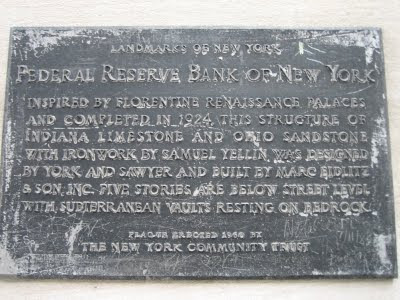 LANDMARKS OF NEW YORK
FEDERAL RESERVE BANK OF NEW YORK
INSPIRED BY FLORENTINE RENAISSANCE PALACES
AND COMPLETED IN 1924, THIS STRUCTURE OF
INDIANA LIMESTONE AND OHIO SANDSTONE
WITH IRONWORK BY SAMUEL YELLIN, WAS DESIGNED
BY YORK AND SAWYER AND BUILT BY MARC EIDLITZ
& SON, INC. FIVE STORIES ARE BELOW STREET LEVEL
WITH SUBTERRANEAN VAULTS RESTING ON BEDROCK.
PLAQUE ERECTED 1960 BY
THE NEW YORK COMMUNITY TRUST